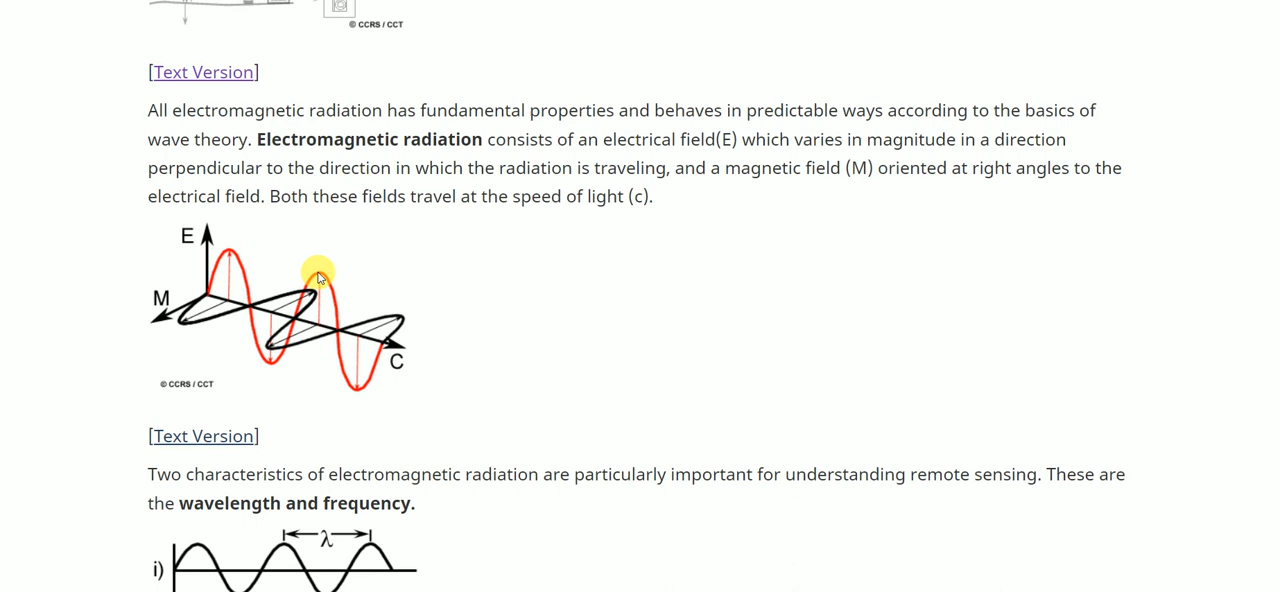 © CCRS / CCT
[Text Version]
All electromagnetic radiation has fundamental properties and behaves in predictable ways according to the basics of
wave theory. Electromagnetic radiation consists of an electrical field(E) which varies in magnitude in a direction
perpendicular to the direction in which the radiation is traveling, and a magnetic field (M) oriented at right angles to the
electrical field. Both these fields travel at the speed of light (c).
E
M
C
© CCRS / CCT
[Text Version]
Two characteristics of electromagnetic radiation are particularly important for understanding remote sensing. These are
the wavelength and frequency.
λ
i)